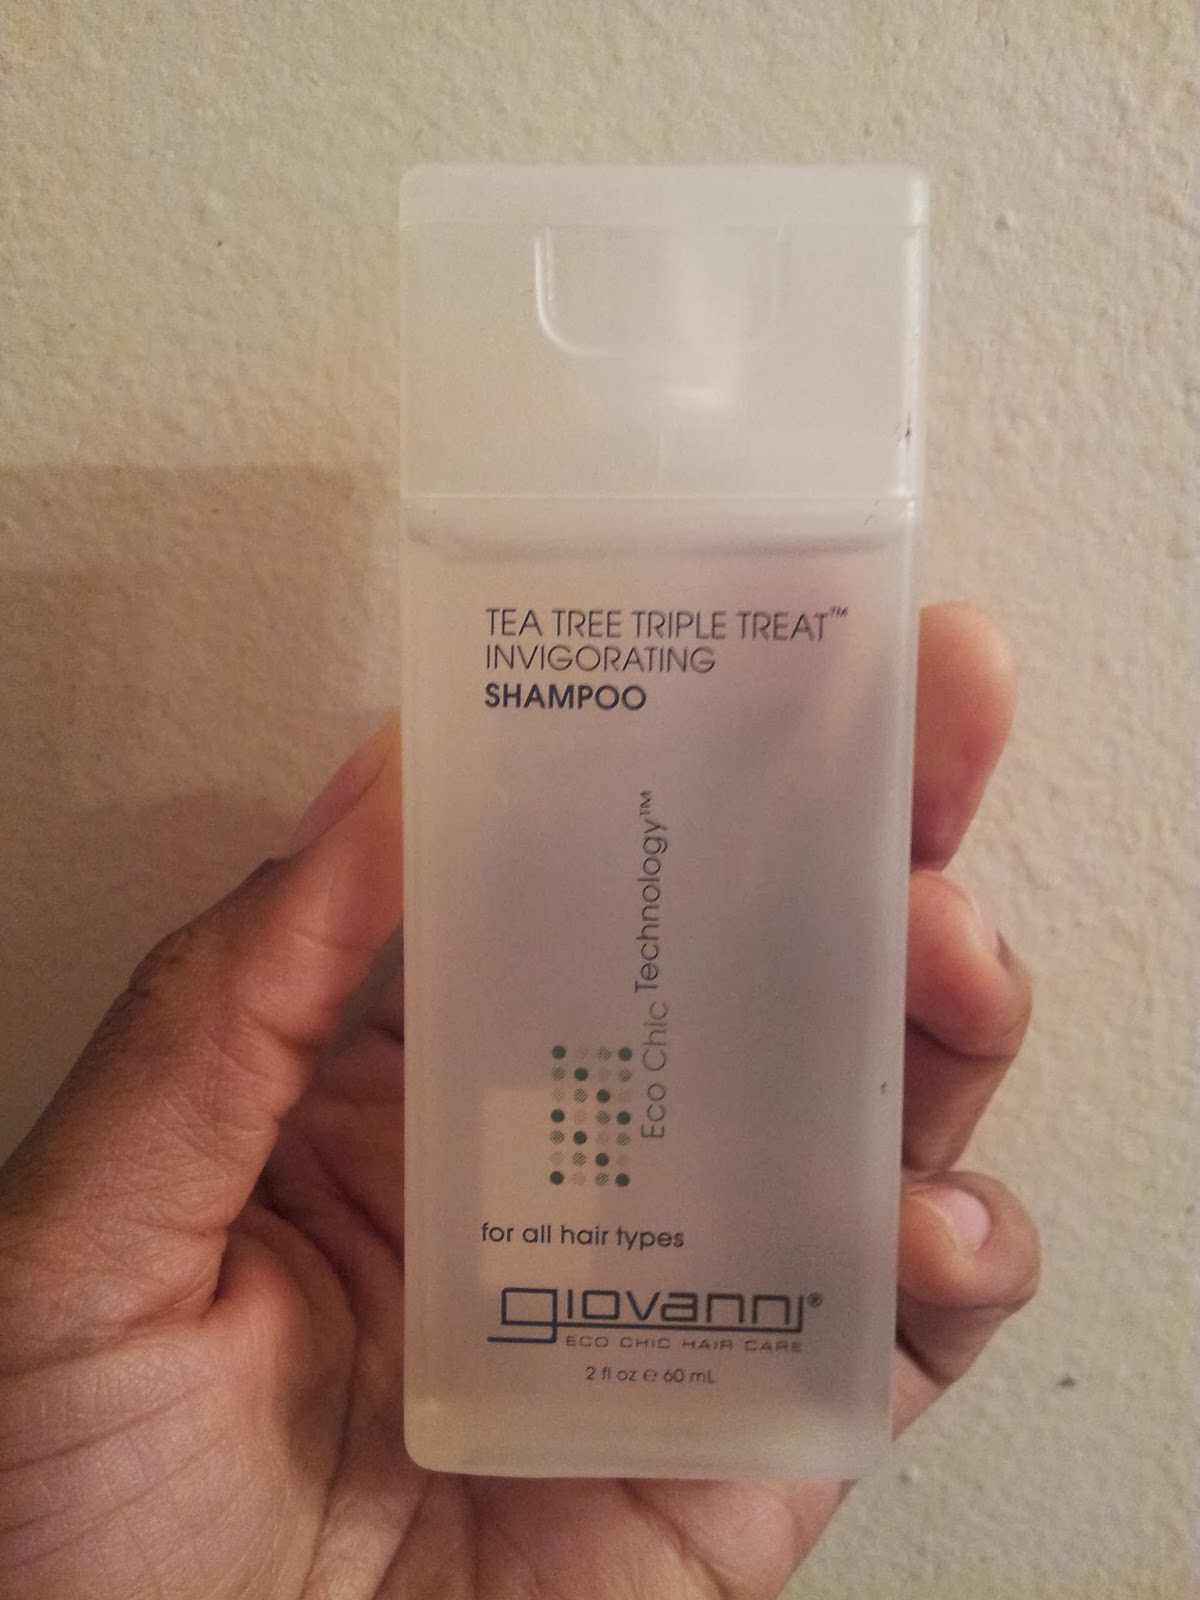 TEA TREE TRIPLE TREAT™
INVIGORATING
SHAMPOO
Eco Chic Technology™
for all hair types
giovanni®
ECO CHIC HAIR CARE
2 fl oz ℮ 60 mL